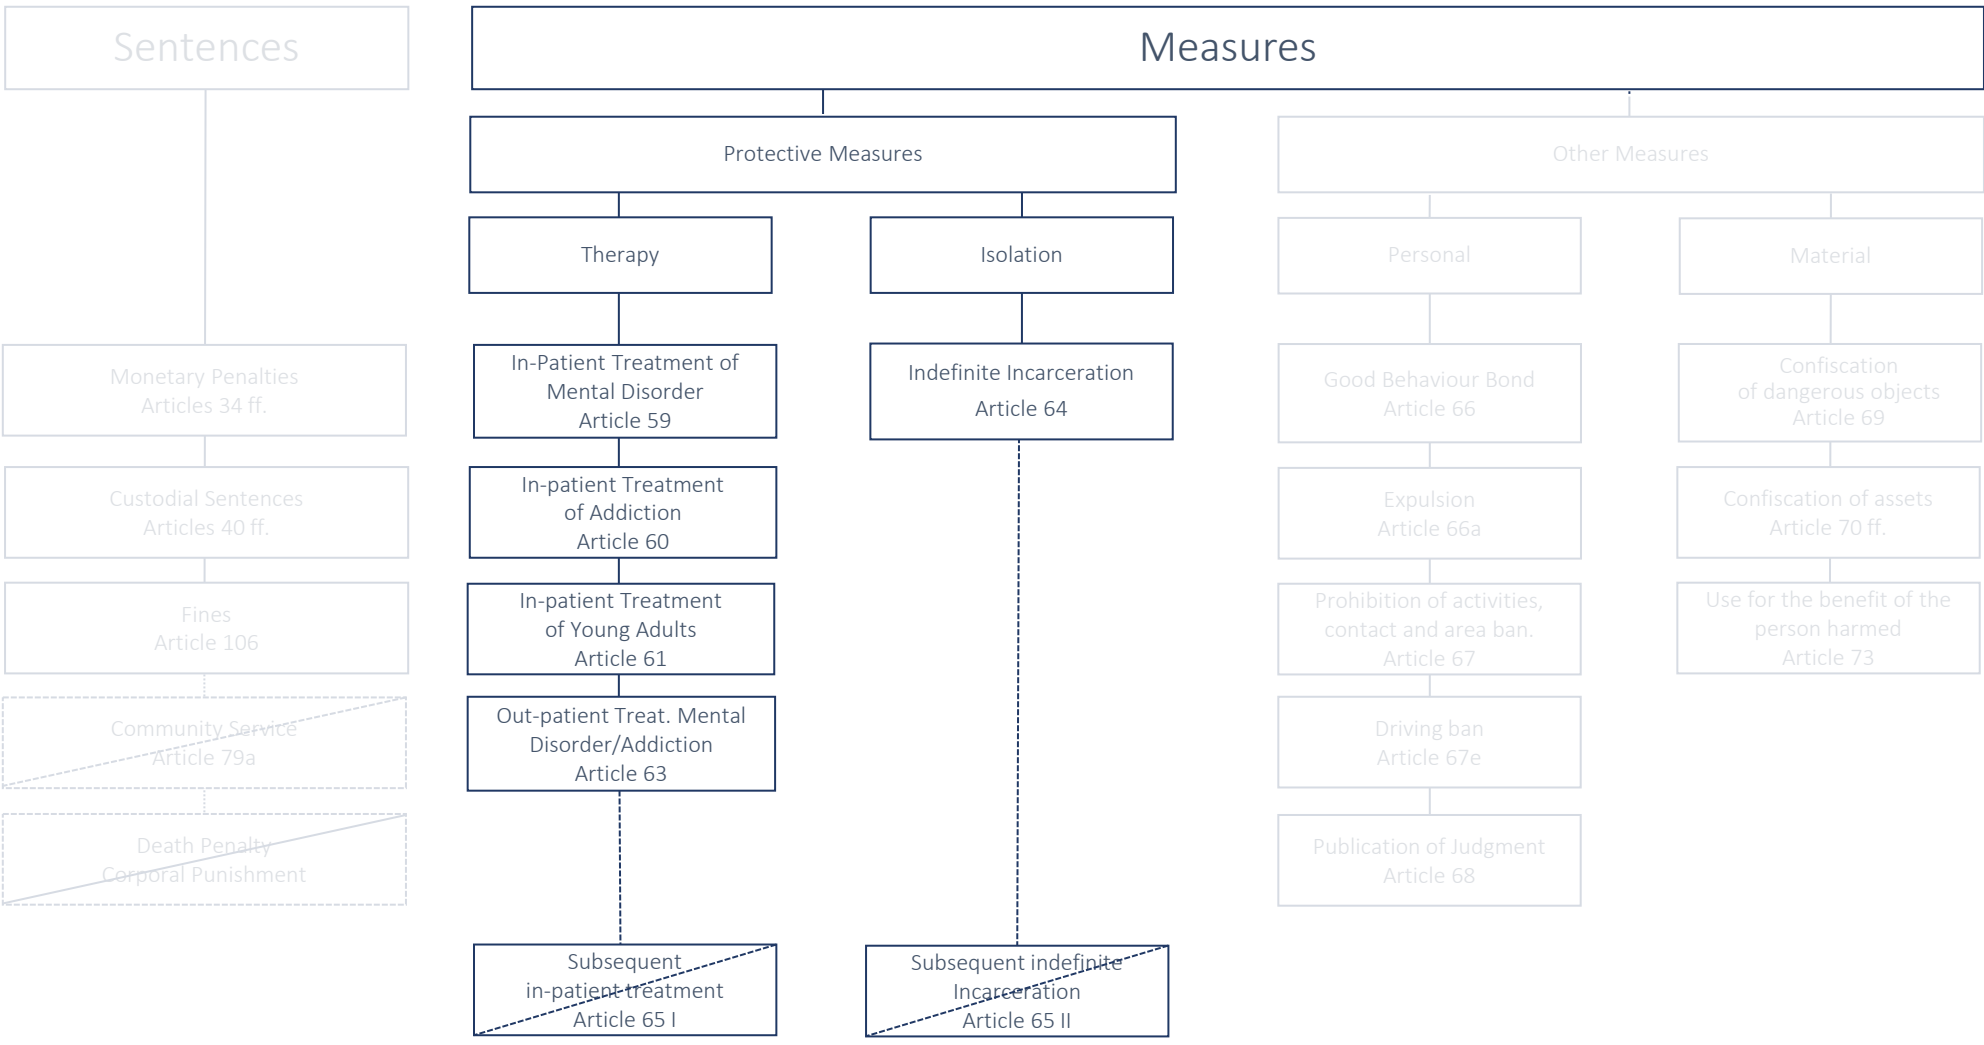 Sentences
Measures
Protective Measures
Other Measures
Therapy
Isolation
Personal
Material
Monetary Penalties
Articles 34 ff.
In-Patient Treatment of
Mental Disorder
Article 59
Indefinite Incarceration
Article 64
Good Behaviour Bond
Article 66
Confiscation
of dangerous objects
Article 69
Custodial Sentences
Articles 40 ff.
In-patient Treatment
of Addiction
Article 60
Expulsion
Article 66a
Confiscation of assets
Article 70 ff.
Fines
Article 106
In-patient Treatment
of Young Adults
Article 61
Prohibition of activities,
contact and area ban.
Article 67
Use for the benefit of the
person harmed
Article 73
Community Service
Article 79a
Out-patient Treat. Mental
Disorder/Addiction
Article 63
Driving ban
Article 67e
Death Penalty
Corporal Punishment
Publication of Judgment
Article 68
Subsequent
in-patient treatment
Article 65 I
Subsequent indefinite
Incarceration
Article 65 II